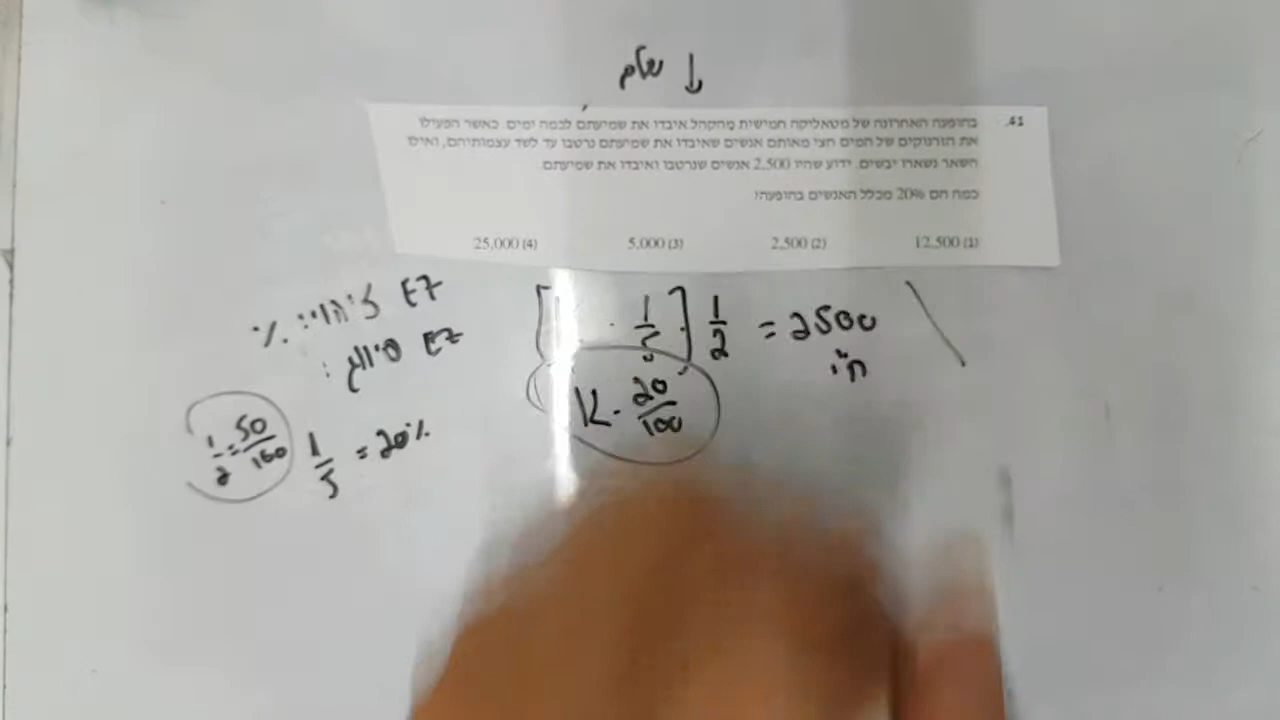 שלם ↓
41. בהופעה האחרונה של מטאליקה חמישית מהקהל איבדו את שמיעתם לכמה ימים. כאשר הפעילו
את הזרנוקים של המים חצי מאותם אנשים שאיבדו את שמיעתם נרטבו עד לשד עצמותיהם, ואילו
השאר נשארו יבשים. ידוע שהיו 2,500 אנשים שנרטבו ואיבדו את שמיעתם.
כמה הם 20% מכלל האנשים בהופעה?
(1) 12,500 (2) 2,500 (3) 5,000 (4) 25,000
[ · 1/5 ] · 1/2 = 2500
K · 20/100
1/2 = 50/100
1/5 = 20%